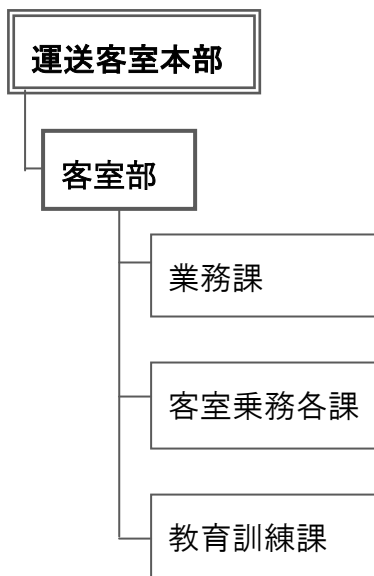 運送客室本部
客室部
業務課
客室乗務各課
教育訓練課